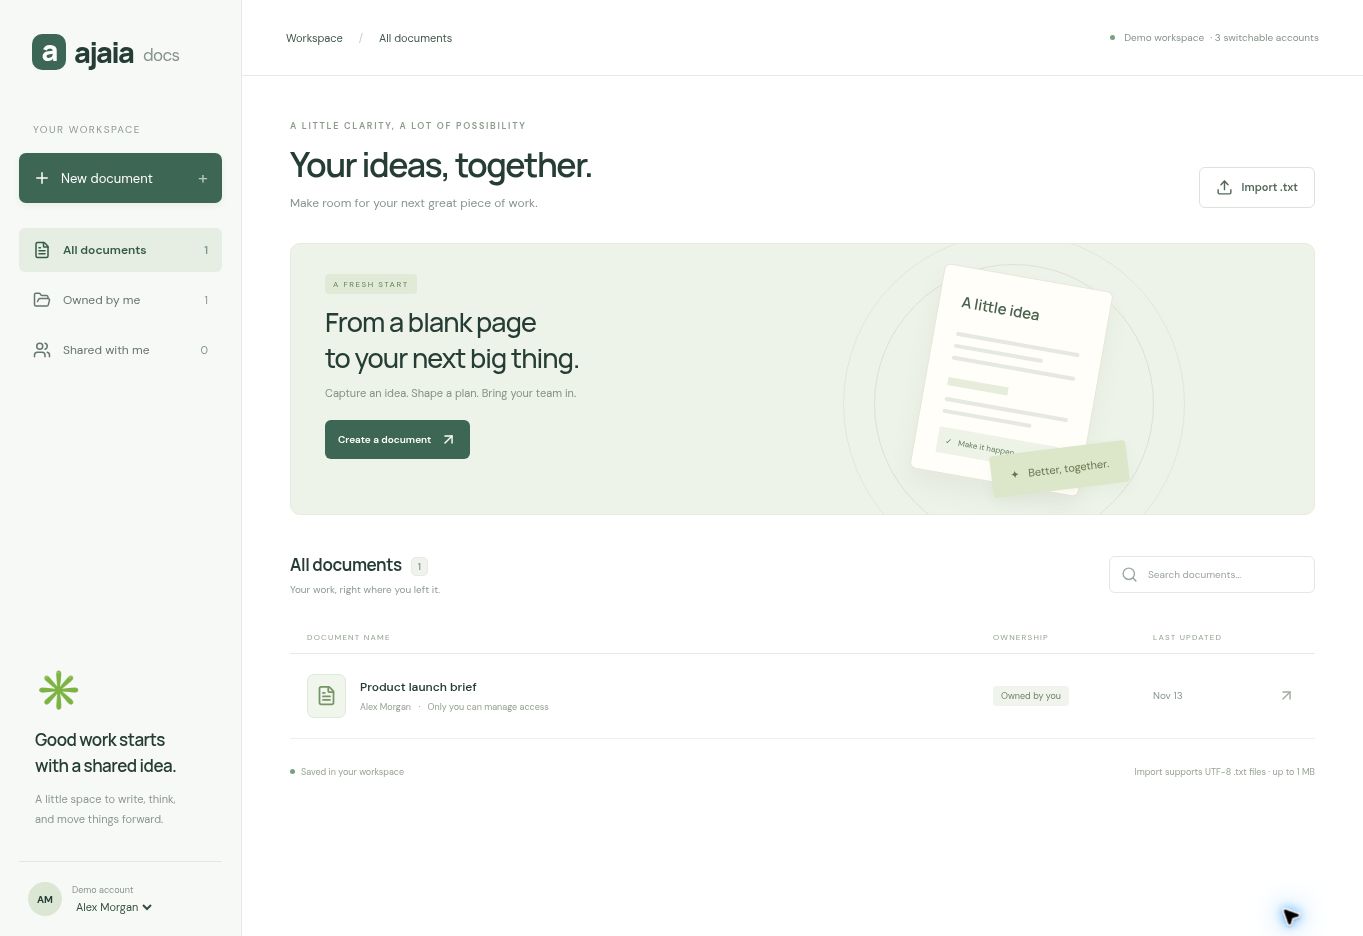 a ajaia docs
YOUR WORKSPACE
+ New document +
All documents 1
Owned by me 1
Shared with me 0
Good work starts
with a shared idea.
A little space to write, think,
and move things forward.
AM
Demo account
Alex Morgan
Workspace / All documents
Demo workspace · 3 switchable accounts
A LITTLE CLARITY, A LOT OF POSSIBILITY
Your ideas, together.
Make room for your next great piece of work.
Import .txt
A FRESH START
From a blank page
to your next big thing.
Capture an idea. Shape a plan. Bring your team in.
Create a document
A little idea
✓ Make it happen
✦ Better, together.
All documents 1
Your work, right where you left it.
Search documents...
DOCUMENT NAME OWNERSHIP LAST UPDATED
Product launch brief
Alex Morgan · Only you can manage access
Owned by you
Nov 13
Saved in your workspace
Import supports UTF-8 .txt files · up to 1 MB